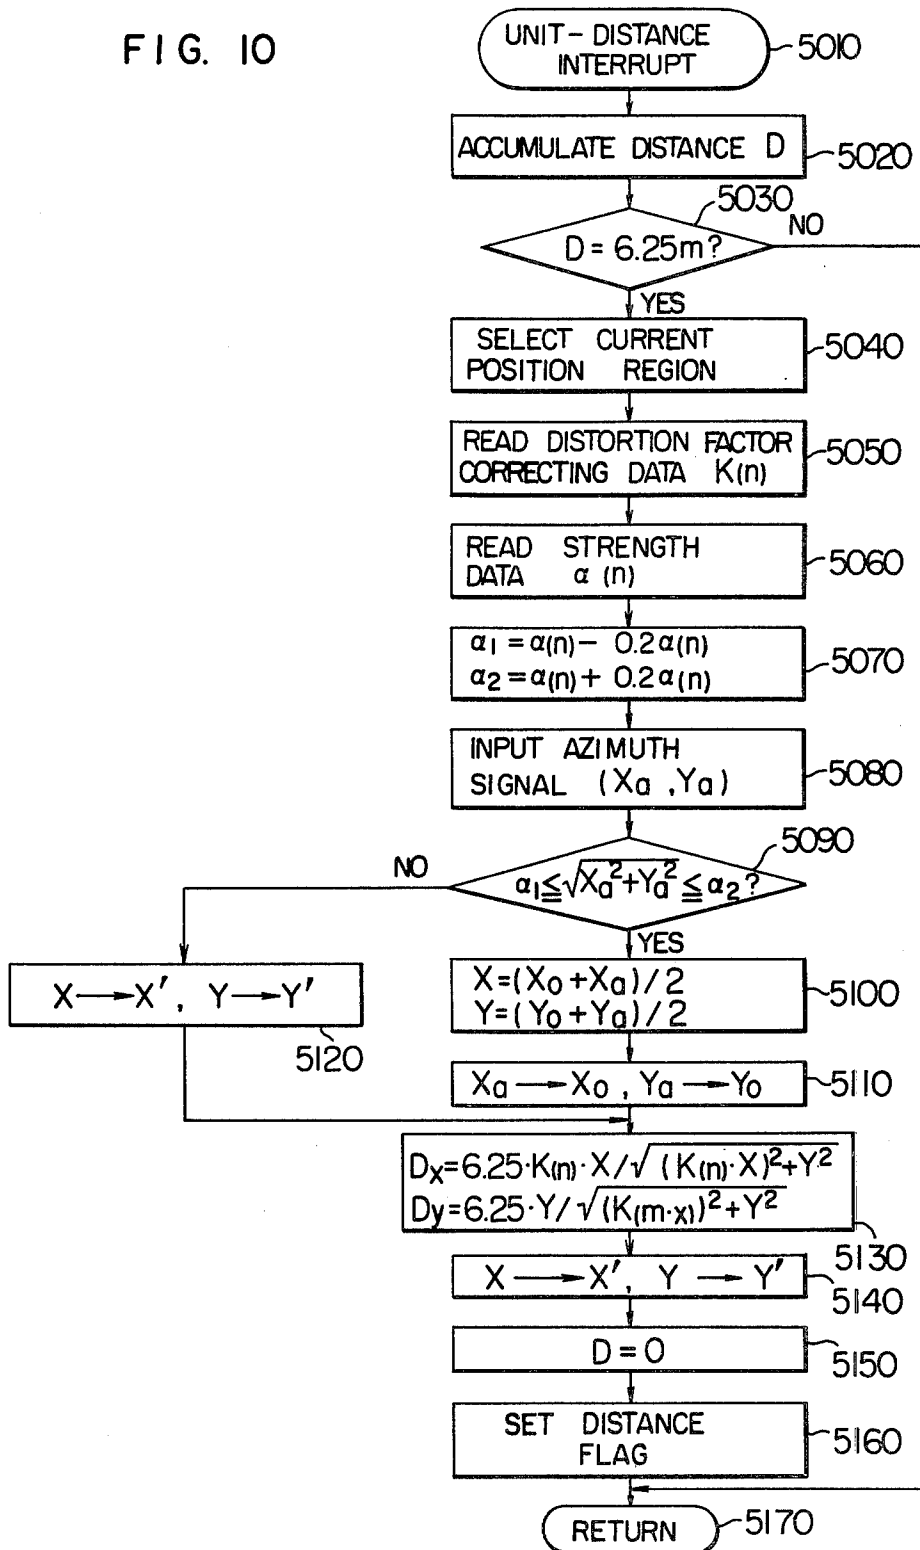 FIG. 10
UNIT-DISTANCE
INTERRUPT
5010
ACCUMULATE DISTANCE D
5020
5030
D = 6.25m?
NO
YES
SELECT CURRENT
POSITION REGION
5040
READ DISTORTION FACTOR
CORRECTING DATA K(n)
5050
READ STRENGTH
DATA α (n)
5060
α1 = α(n) − 0.2α(n)
α2 = α(n) + 0.2α(n)
5070
INPUT AZIMUTH
SIGNAL (Xa , Ya)
5080
5090
α1 ≦ √Xa²+Ya² ≦ α2 ?
NO
YES
X → X′, Y → Y′
5120
X=(Xo+Xa)/2
Y=(Yo+Ya)/2
5100
Xa → Xo , Ya → Yo
5110
Dx=6.25·K(n)·X/√(K(n)·X)²+Y²
Dy=6.25·Y/√(K(m·x))²+Y²
5130
X → X′, Y → Y′
5140
D = 0
5150
SET DISTANCE
FLAG
5160
RETURN
5170